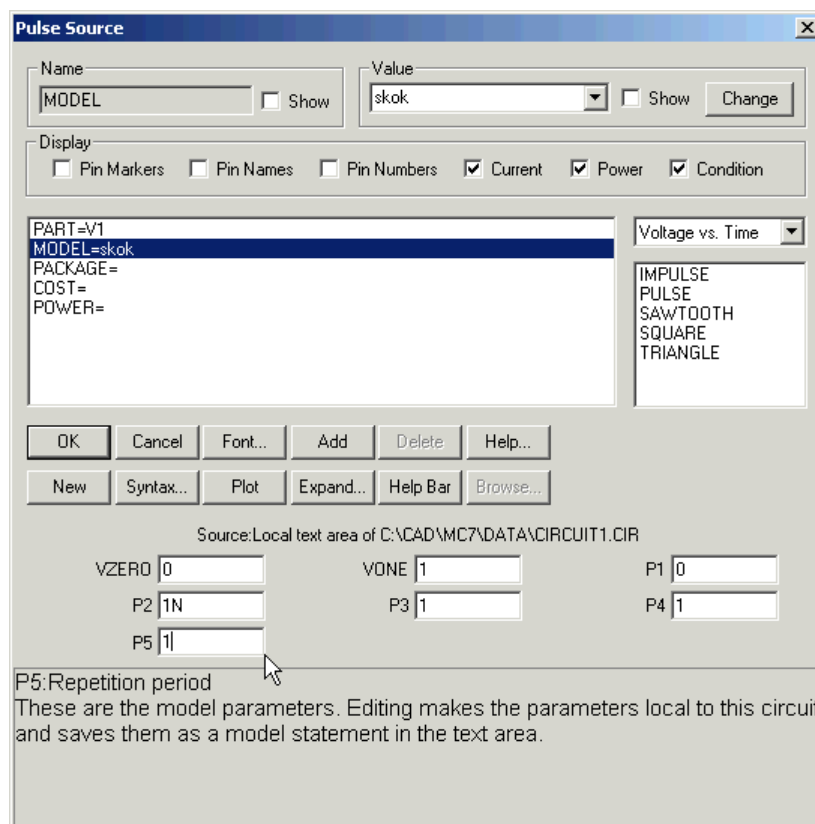 Pulse Source
Name
MODEL
Show
Value
skok
Show
Change
Display
Pin Markers
Pin Names
Pin Numbers
Current
Power
Condition
PART=V1
MODEL=skok
PACKAGE=
COST=
POWER=
Voltage vs. Time
IMPULSE
PULSE
SAWTOOTH
SQUARE
TRIANGLE
OK
Cancel
Font...
Add
Delete
Help...
New
Syntax...
Plot
Expand...
Help Bar
Browse...
Source:Local text area of C:\CAD\MC7\DATA\CIRCUIT1.CIR
VZERO 0
VONE 1
P1 0
P2 1N
P3 1
P4 1
P5 1
P5:Repetition period
These are the model parameters. Editing makes the parameters local to this circuit
and saves them as a model statement in the text area.